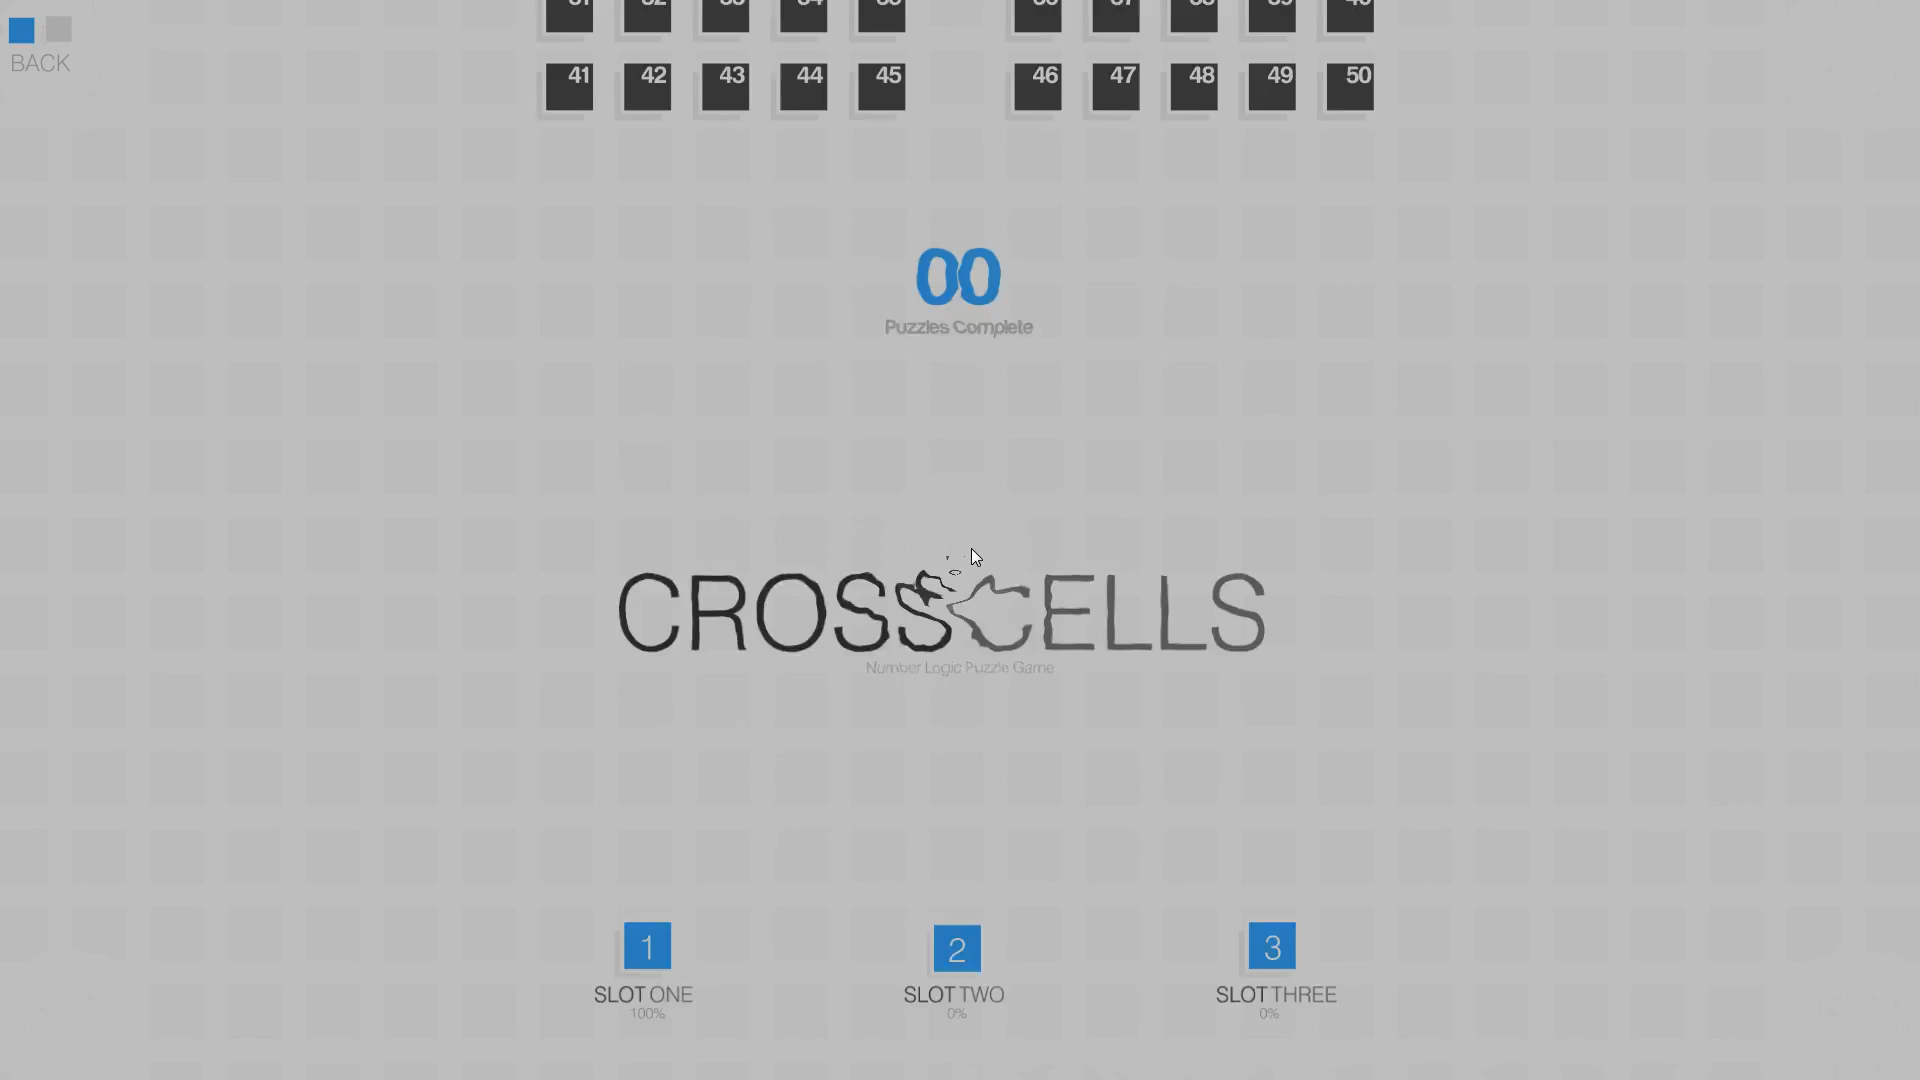 BACK
41 42 43 44 45 46 47 48 49 50
00
Puzzles Complete
CROSSCELLS
Number Logic Puzzle Game
1 2 3
SLOT ONE SLOT TWO SLOT THREE
100% 0% 0%